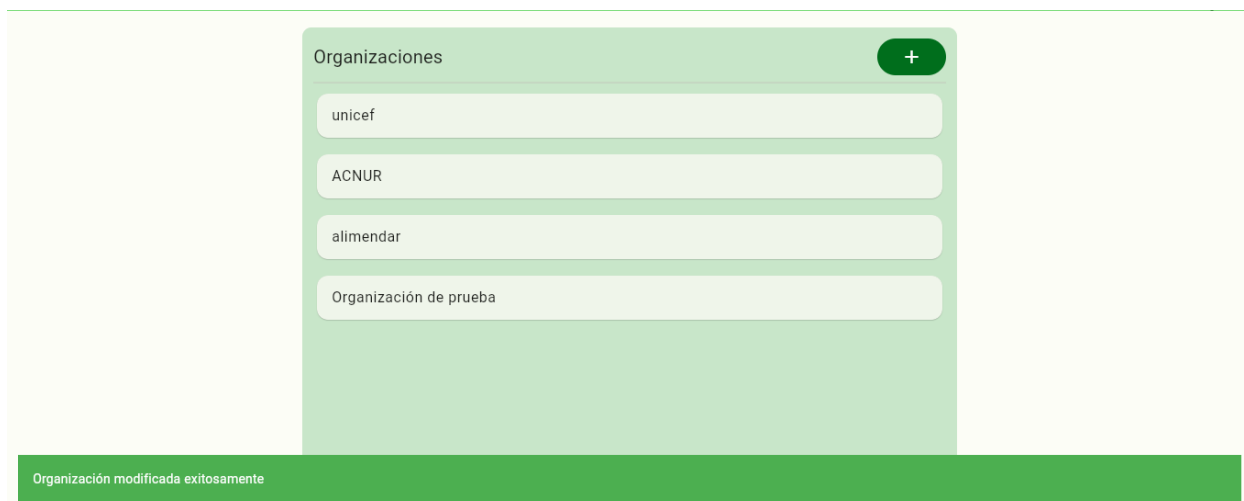 Organizaciones
+
unicef
ACNUR
alimendar
Organización de prueba
Organización modificada exitosamente